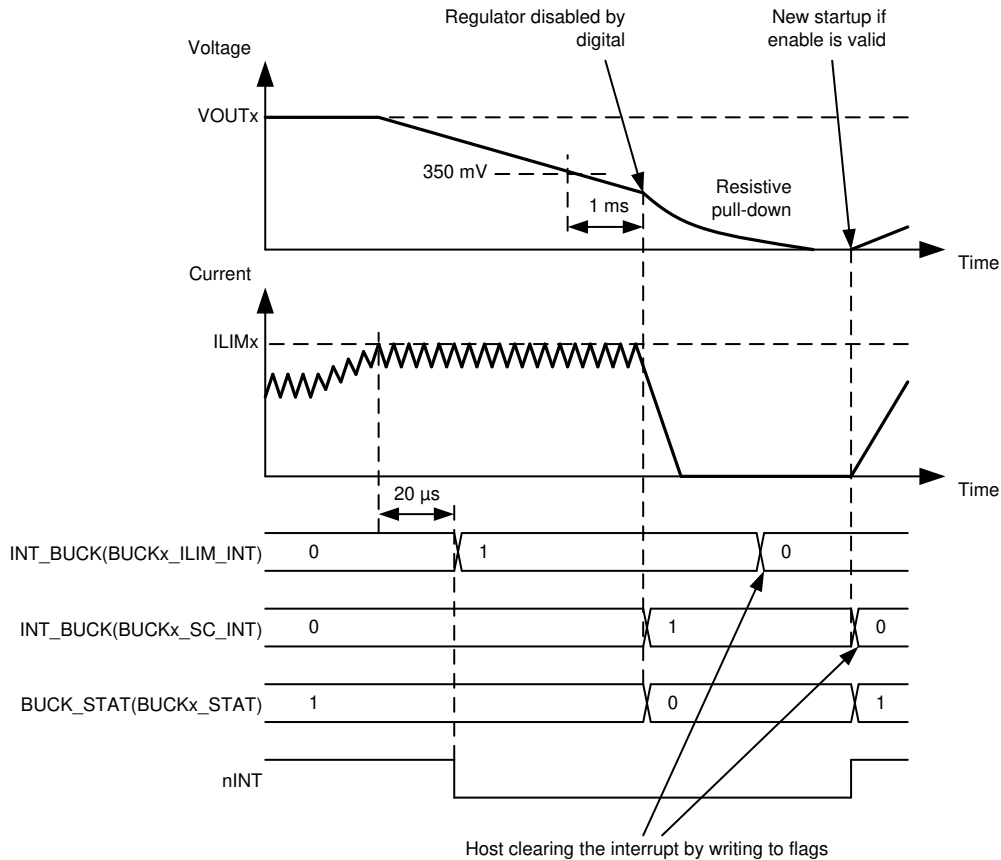 Regulator disabled by
digital
New startup if
enable is valid
Voltage
VOUTx
350 mV
1 ms
Resistive
pull-down
Time
Current
ILIMx
Time
20 µs
INT_BUCK(BUCKx_ILIM_INT)
0
1
0
INT_BUCK(BUCKx_SC_INT)
0
1
0
BUCK_STAT(BUCKx_STAT)
1
0
1
nINT
Host clearing the interrupt by writing to flags